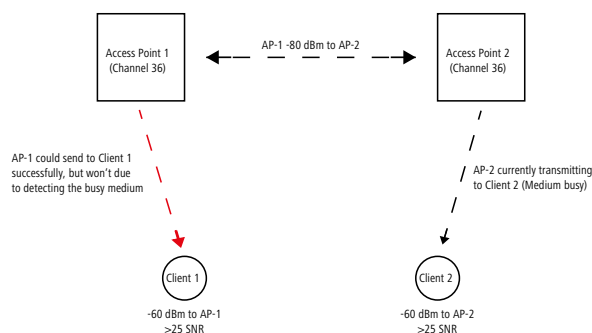 Access Point 1
(Channel 36)
AP-1 -80 dBm to AP-2
Access Point 2
(Channel 36)
AP-1 could send to Client 1
successfully, but won't due
to detecting the busy medium
AP-2 currently transmitting
to Client 2 (Medium busy)
Client 1
-60 dBm to AP-1
>25 SNR
Client 2
-60 dBm to AP-2
>25 SNR